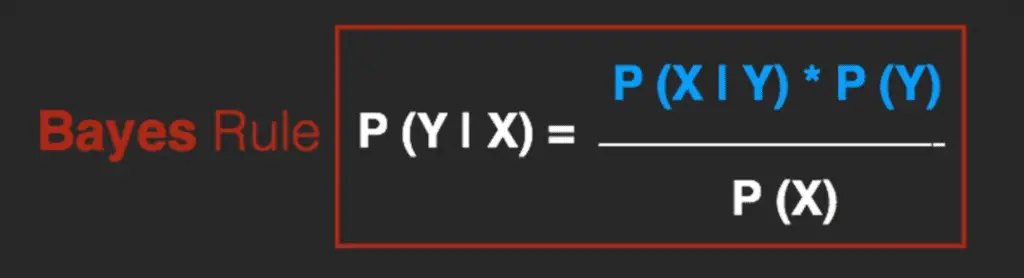 Bayes Rule
P (Y | X) =
P (X | Y) * P (Y)
P (X)